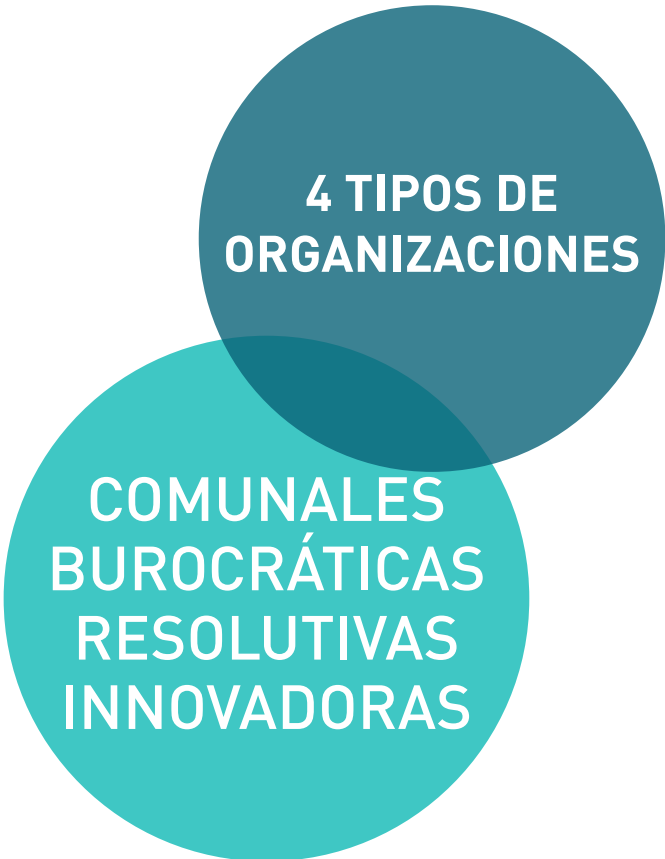 4 TIPOS DE
ORGANIZACIONES
COMUNALES
BUROCRÁTICAS
RESOLUTIVAS
INNOVADORAS